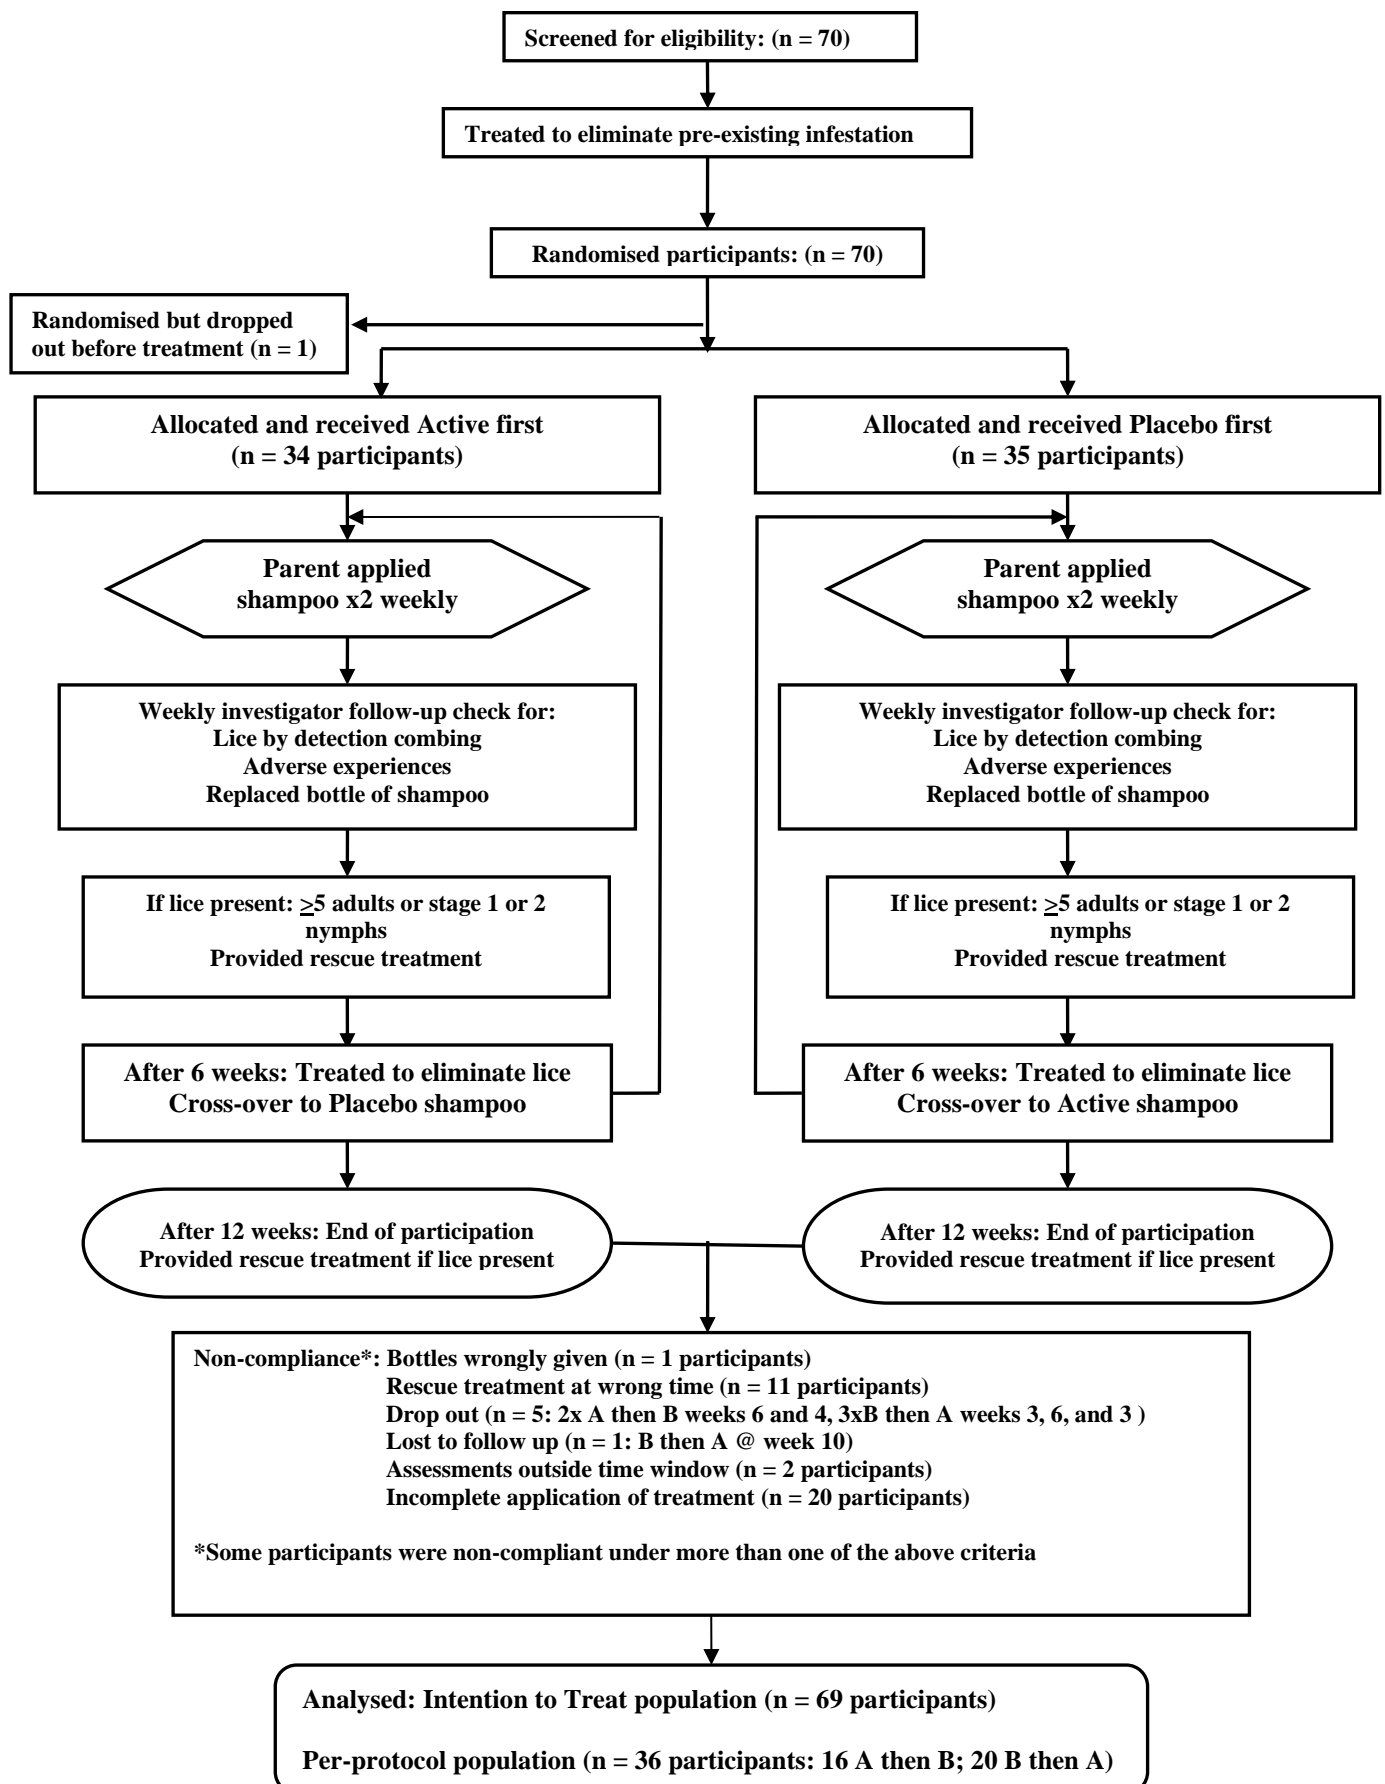 Screened for eligibility: (n = 70)
Treated to eliminate pre-existing infestation
Randomised participants: (n = 70)
Randomised but dropped
out before treatment (n = 1)
Allocated and received Active first
(n = 34 participants)
Allocated and received Placebo first
(n = 35 participants)
Parent applied
shampoo x2 weekly
Parent applied
shampoo x2 weekly
Weekly investigator follow-up check for:
Lice by detection combing
Adverse experiences
Replaced bottle of shampoo
Weekly investigator follow-up check for:
Lice by detection combing
Adverse experiences
Replaced bottle of shampoo
If lice present: ≥5 adults or stage 1 or 2
nymphs
Provided rescue treatment
If lice present: ≥5 adults or stage 1 or 2
nymphs
Provided rescue treatment
After 6 weeks: Treated to eliminate lice
Cross-over to Placebo shampoo
After 6 weeks: Treated to eliminate lice
Cross-over to Active shampoo
After 12 weeks: End of participation
Provided rescue treatment if lice present
After 12 weeks: End of participation
Provided rescue treatment if lice present
Non-compliance*: Bottles wrongly given (n = 1 participants)
Rescue treatment at wrong time (n = 11 participants)
Drop out (n = 5: 2x A then B weeks 6 and 4, 3xB then A weeks 3, 6, and 3 )
Lost to follow up (n = 1: B then A @ week 10)
Assessments outside time window (n = 2 participants)
Incomplete application of treatment (n = 20 participants)
*Some participants were non-compliant under more than one of the above criteria
Analysed: Intention to Treat population (n = 69 participants)
Per-protocol population (n = 36 participants: 16 A then B; 20 B then A)